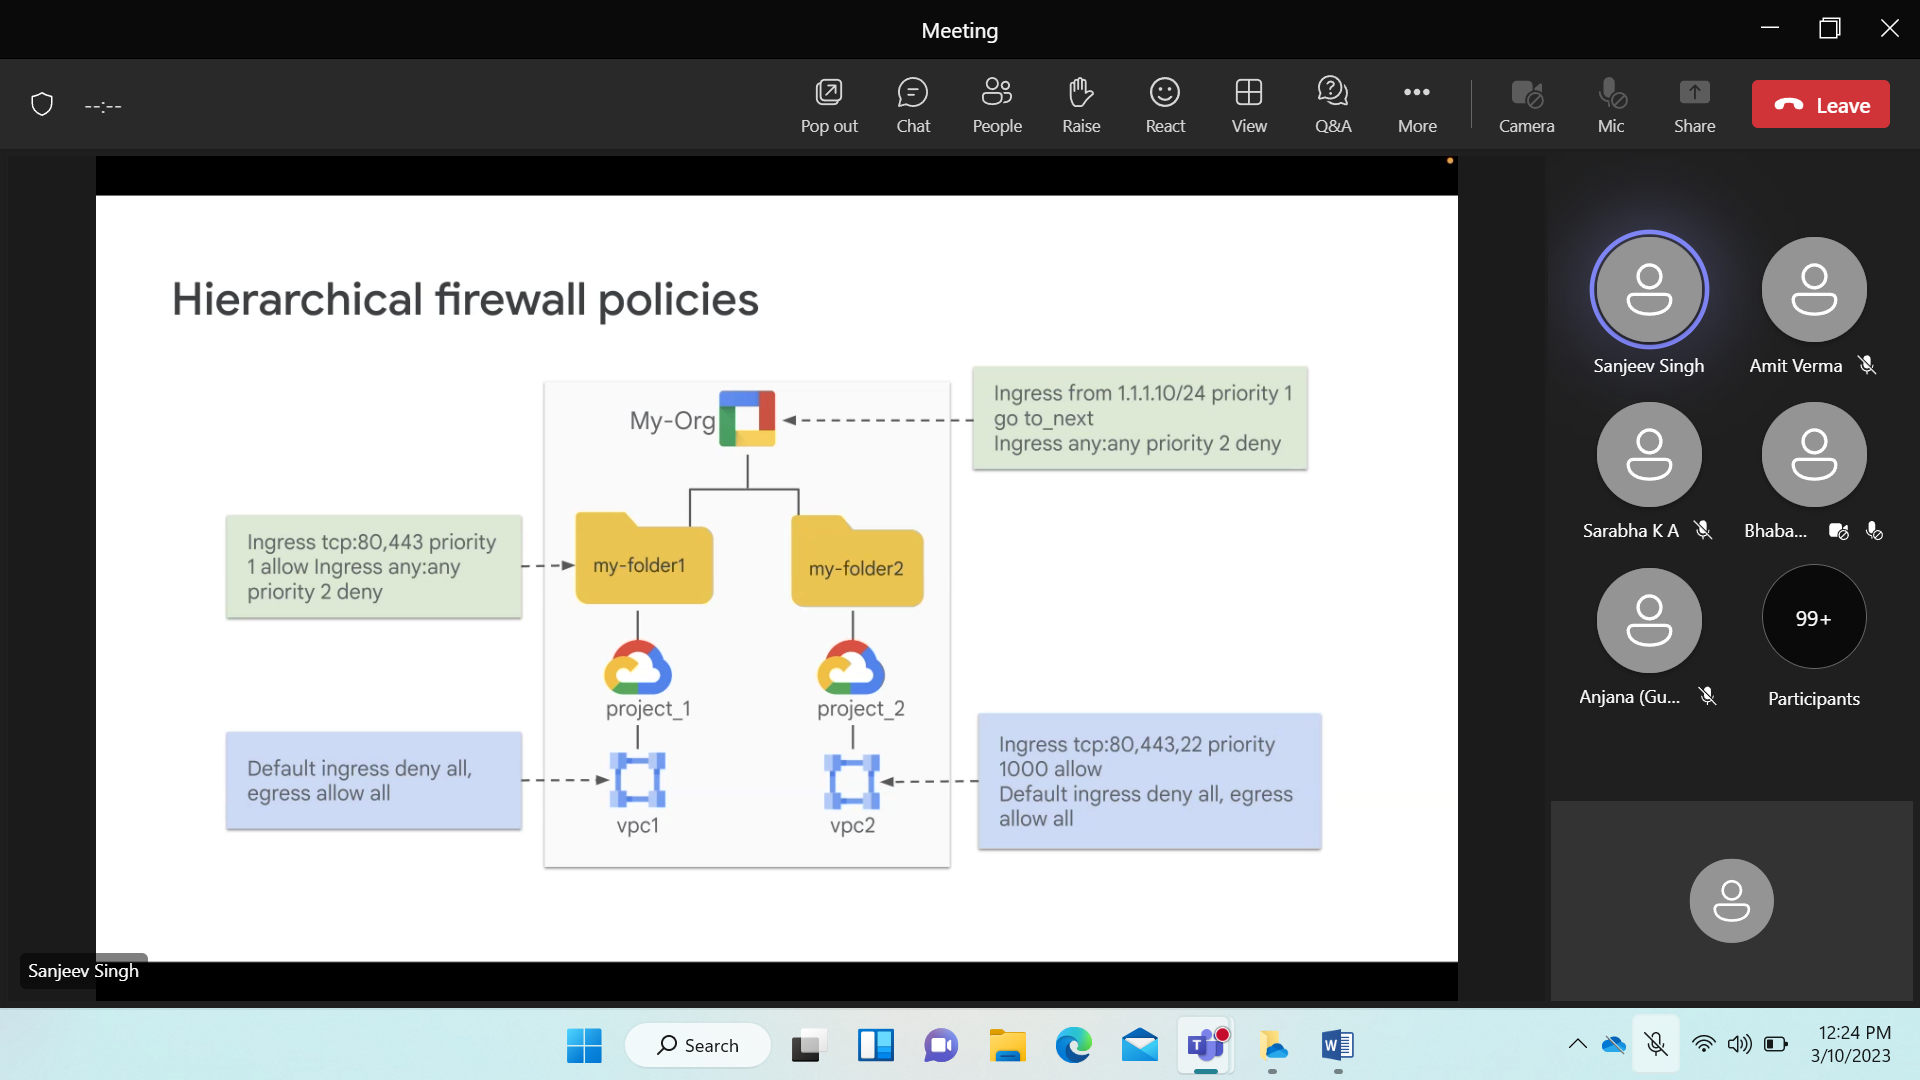 Meeting
--:--
Pop out
Chat
People
Raise
React
View
Q&A
More
Camera
Mic
Share
Leave
Hierarchical firewall policies
My-Org
Ingress from 1.1.1.10/24 priority 1
go to_next
Ingress any:any priority 2 deny
Ingress tcp:80,443 priority
1 allow Ingress any:any
priority 2 deny
my-folder1
my-folder2
project_1
project_2
Default ingress deny all,
egress allow all
vpc1
vpc2
Ingress tcp:80,443,22 priority
1000 allow
Default ingress deny all, egress
allow all
Sanjeev Singh
Sanjeev Singh
Amit Verma
Sarabha K A
Bhaba...
Anjana (Gu...
99+
Participants
Search
T
W
12:24 PM
3/10/2023